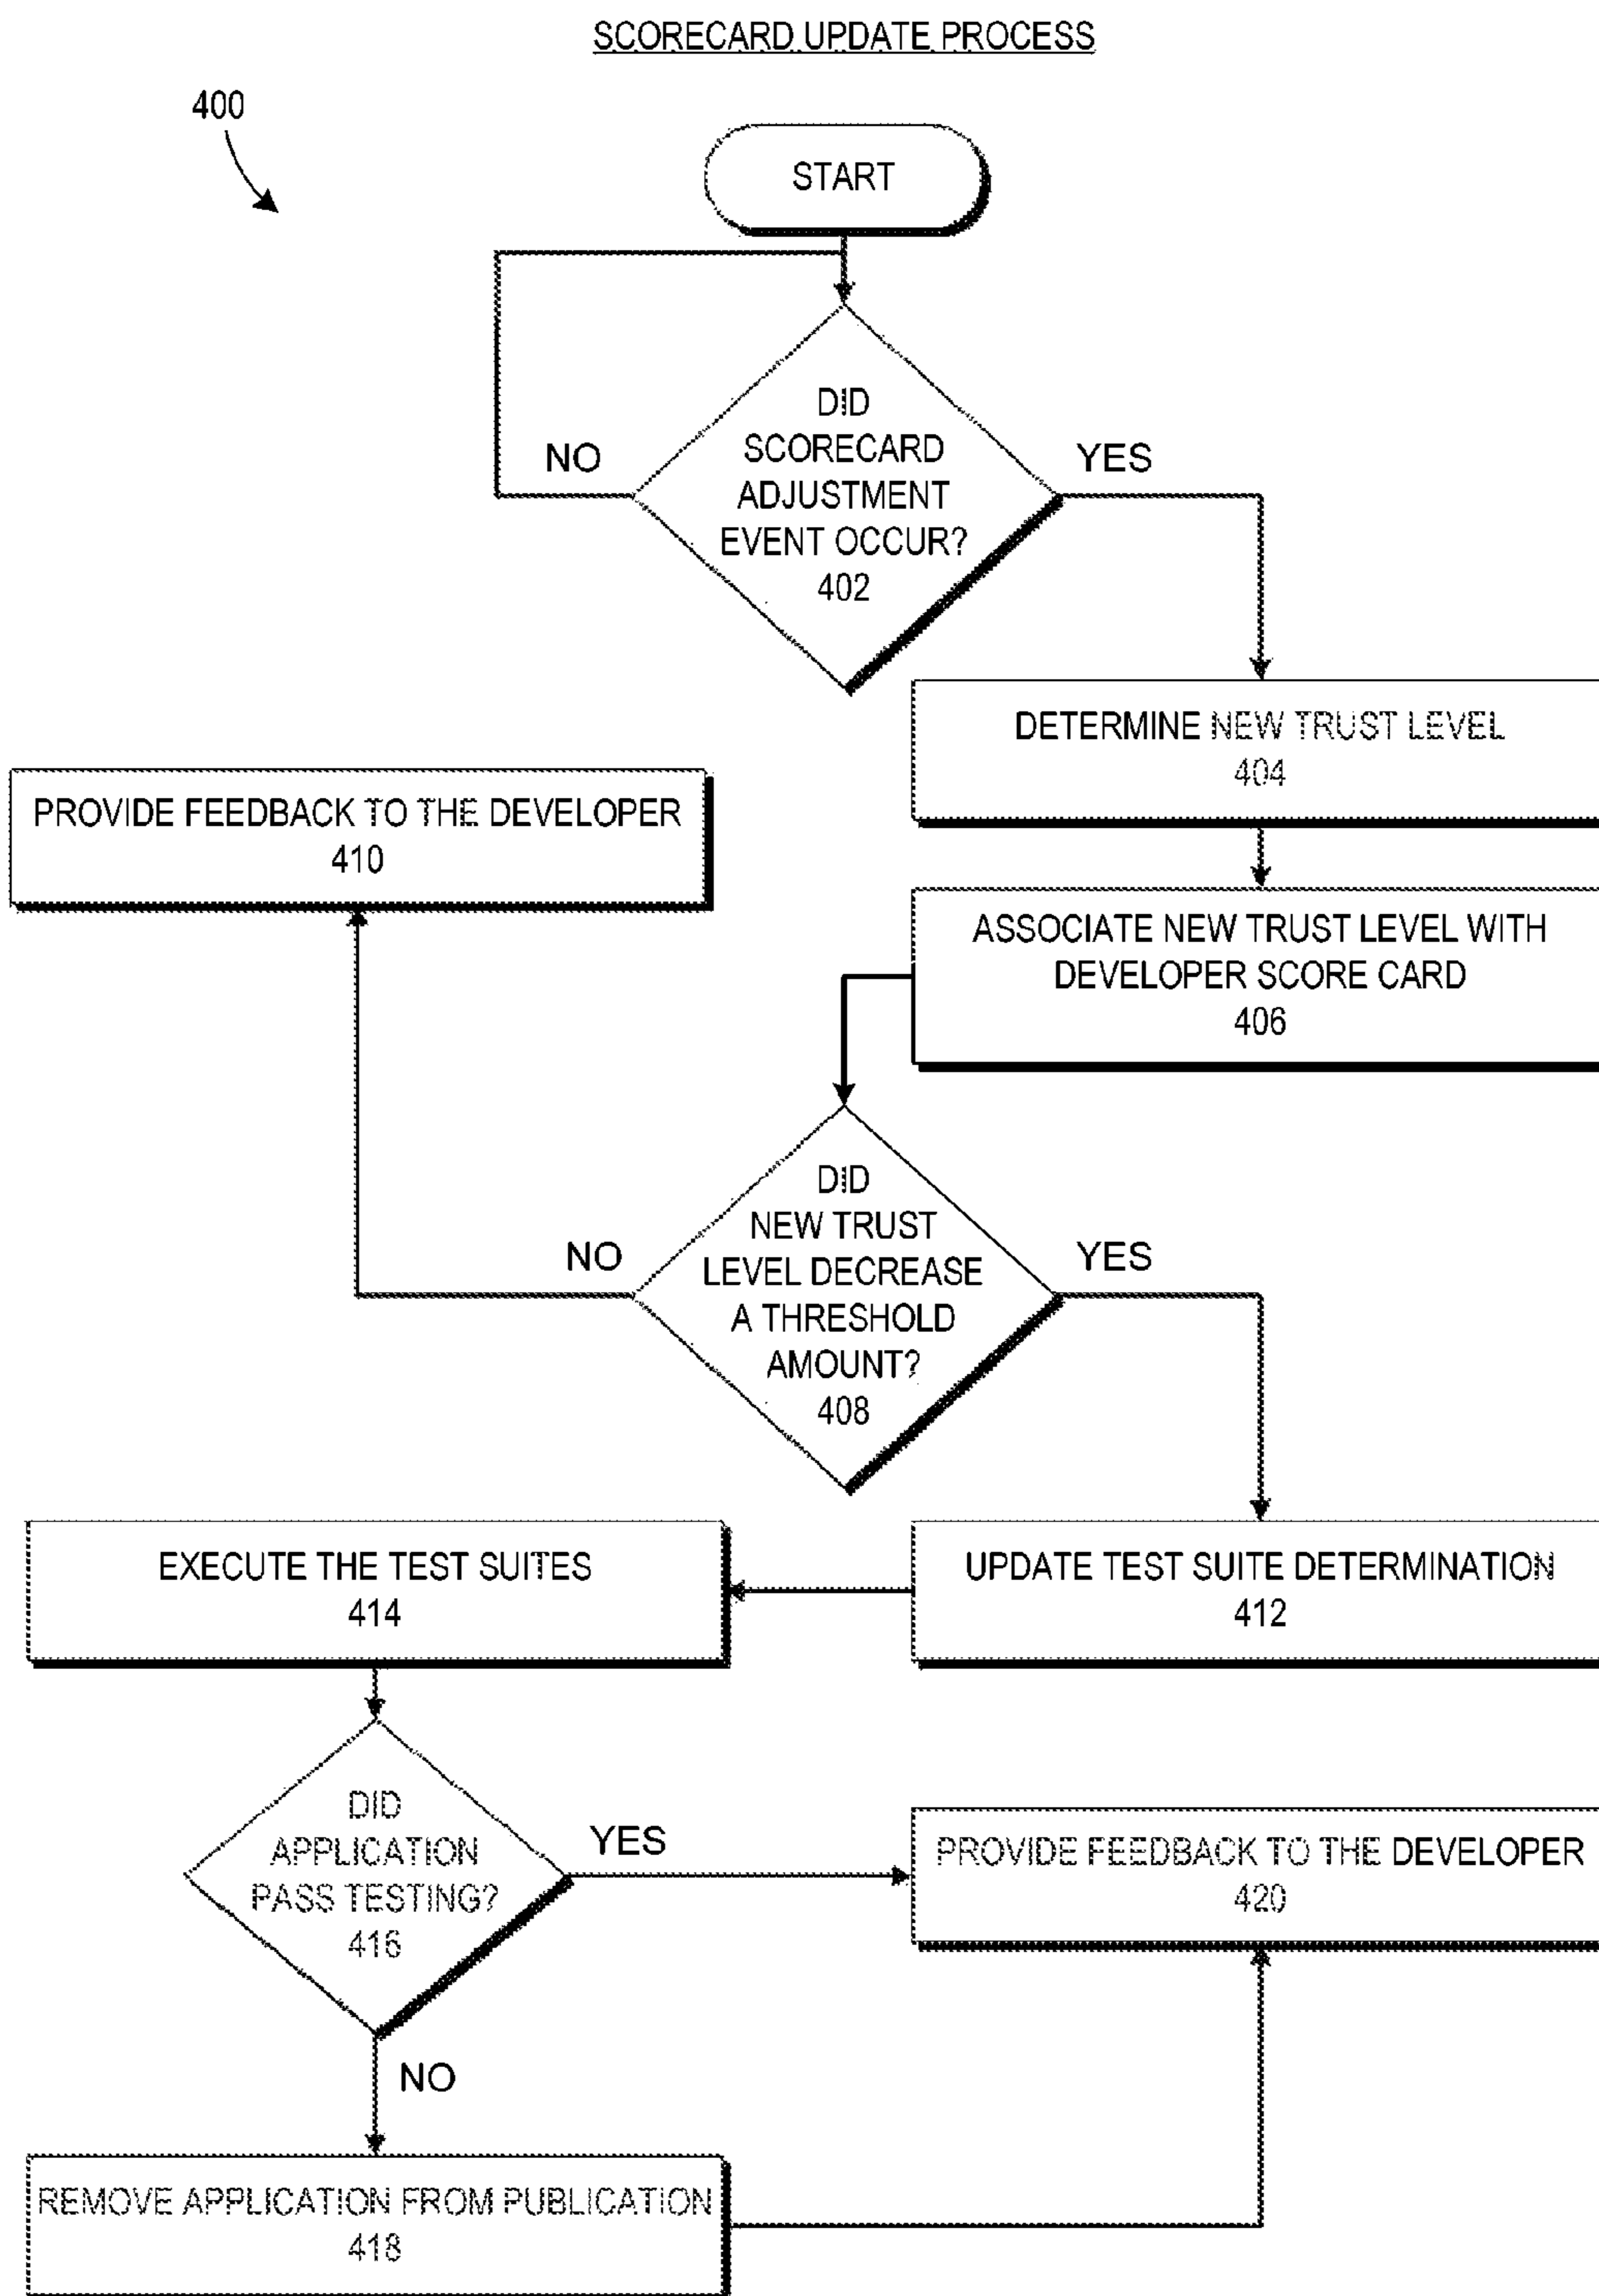 SCORECARD UPDATE PROCESS
400
START
DID
SCORECARD
ADJUSTMENT
EVENT OCCUR?
402
NO
YES
DETERMINE NEW TRUST LEVEL
404
PROVIDE FEEDBACK TO THE DEVELOPER
410
ASSOCIATE NEW TRUST LEVEL WITH
DEVELOPER SCORE CARD
406
DID
NEW TRUST
LEVEL DECREASE
A THRESHOLD
AMOUNT?
408
NO
YES
EXECUTE THE TEST SUITES
414
UPDATE TEST SUITE DETERMINATION
412
DID
APPLICATION
PASS TESTING?
416
YES
NO
PROVIDE FEEDBACK TO THE DEVELOPER
420
REMOVE APPLICATION FROM PUBLICATION
418